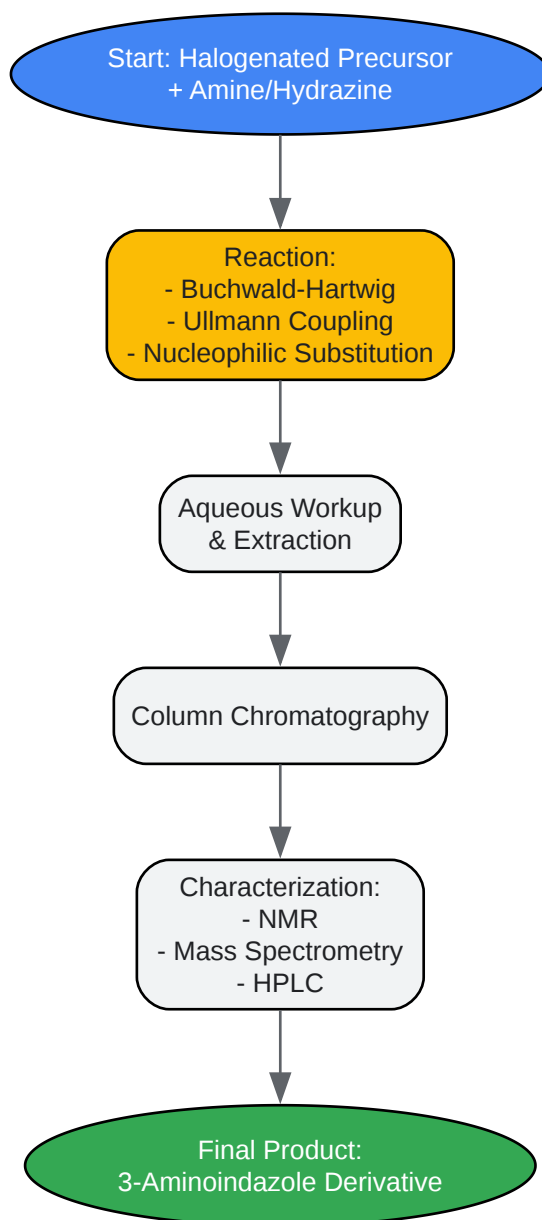 Start: Halogenated Precursor
+ Amine/Hydrazine
Reaction:
- Buchwald-Hartwig
- Ullmann Coupling
- Nucleophilic Substitution
Aqueous Workup
& Extraction
Column Chromatography
Characterization:
- NMR
- Mass Spectrometry
- HPLC
Final Product:
3-Aminoindazole Derivative